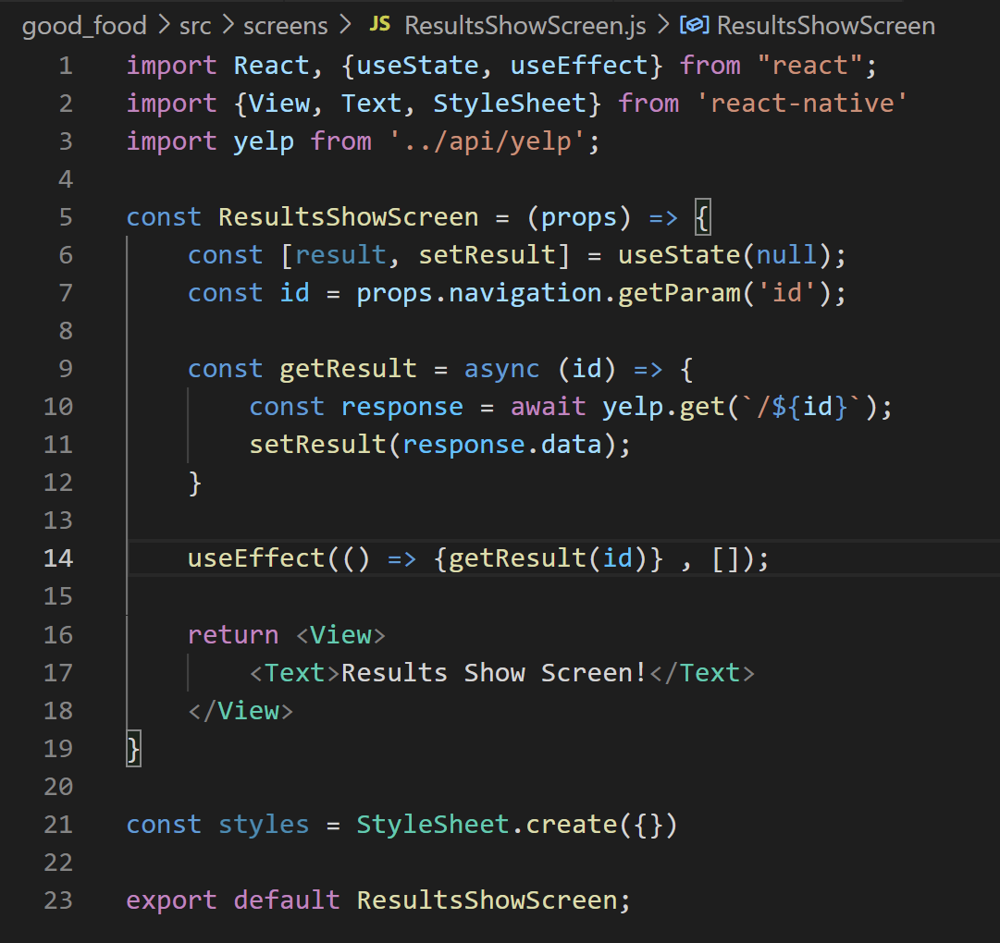 good_food > src > screens > JS ResultsShowScreen.js > ResultsShowScreen
1 import React, {useState, useEffect} from "react";
2 import {View, Text, StyleSheet} from 'react-native'
3 import yelp from '../api/yelp';
4
5 const ResultsShowScreen = (props) => {
6     const [result, setResult] = useState(null);
7     const id = props.navigation.getParam('id');
8
9     const getResult = async (id) => {
10         const response = await yelp.get(`/${id}`);
11         setResult(response.data);
12     }
13
14     useEffect(() => {getResult(id)} , []);
15
16     return <View>
17         <Text>Results Show Screen!</Text>
18     </View>
19 }
20
21 const styles = StyleSheet.create({})
22
23 export default ResultsShowScreen;